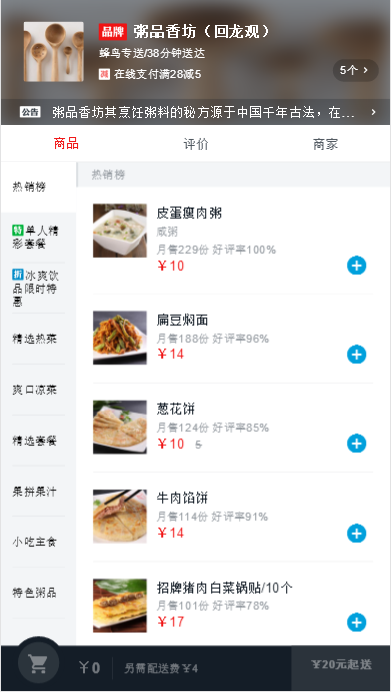 品牌 粥品香坊（回龙观）
蜂鸟专送/38分钟送达
减 在线支付满28减5
5个 >
公告 粥品香坊其烹饪粥料的秘方源于中国千年古法，在... >
商品 评价 商家
热销榜
特 单人精
彩套餐
折 冰爽饮
品限时特
惠
精选热菜
爽口凉菜
精选套餐
果拼果汁
小吃主食
特色粥品
热销榜
皮蛋瘦肉粥
咸粥
月售229份 好评率100%
￥10
扁豆焖面
月售188份 好评率96%
￥14
葱花饼
月售124份 好评率85%
￥10 5
牛肉馅饼
月售114份 好评率91%
￥14
招牌猪肉白菜锅贴/10个
月售101份 好评率78%
￥17
￥0 另需配送费￥4 ￥20元起送